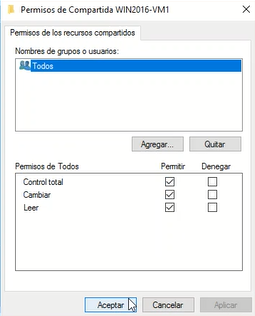 Permisos de Compartida WIN2016-VM1
Permisos de los recursos compartidos
Nombres de grupos o usuarios:
Todos
Agregar... Quitar
Permisos de Todos Permitir Denegar
Control total
Cambiar
Leer
Aceptar Cancelar Aplicar